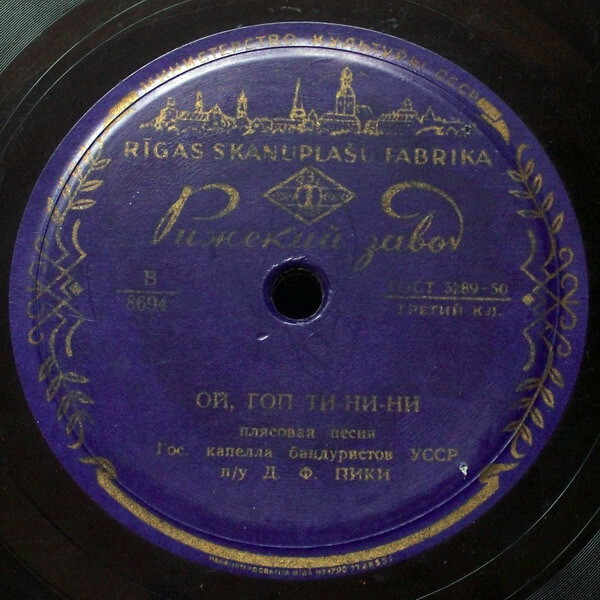 МИНИСТЕРСТВО КУЛЬТУРЫ СССР
RĪGAS SKAŅUPLAŠU FABRIKA
Рижский завод
В
8694
ГОСТ 5289-50
ТРЕТИЙ КЛ.
ОЙ, ГОП ТИ-НИ-НИ
плясовая песня
Гос. капелла бандуристов УССР
п/у Д. Ф. ПИКИ